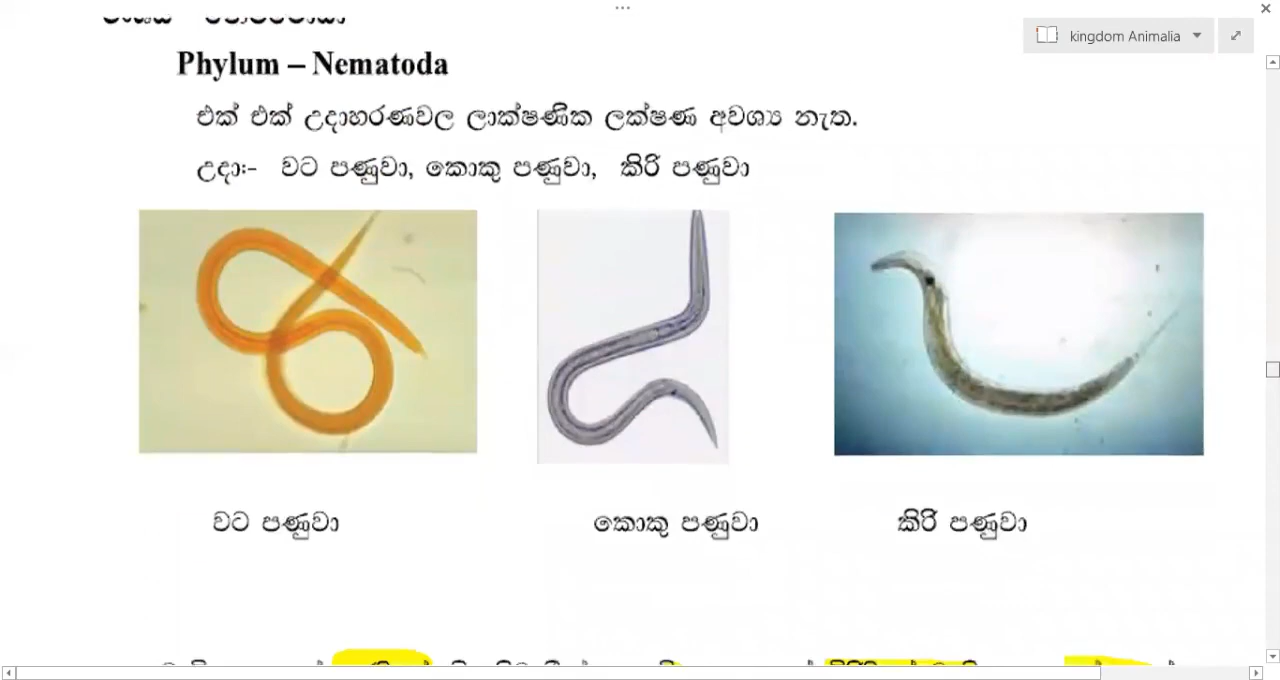 kingdom Animalia
Phylum – Nematoda
එක් එක් උදාහරණවල ලාක්ෂණික ලක්ෂණ අවශ්‍ය නැත.
උදාඃ- වට පණුවා, කොකු පණුවා, කිරි පණුවා
වට පණුවා කොකු පණුවා කිරි පණුවා